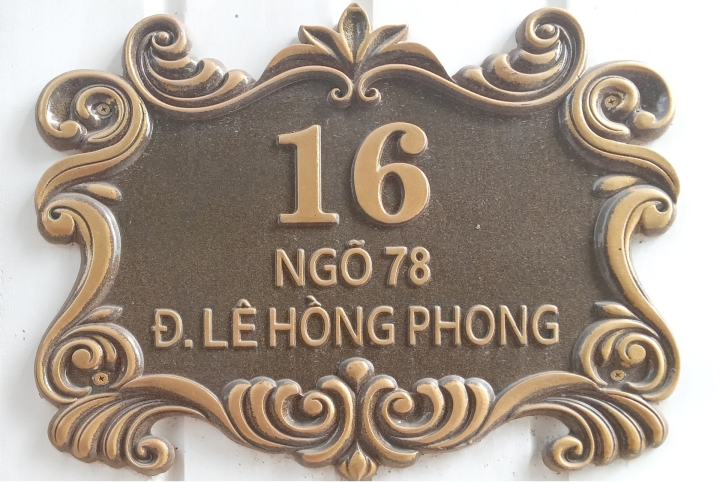 16
NGÕ 78
Đ. LÊ HỒNG PHONG